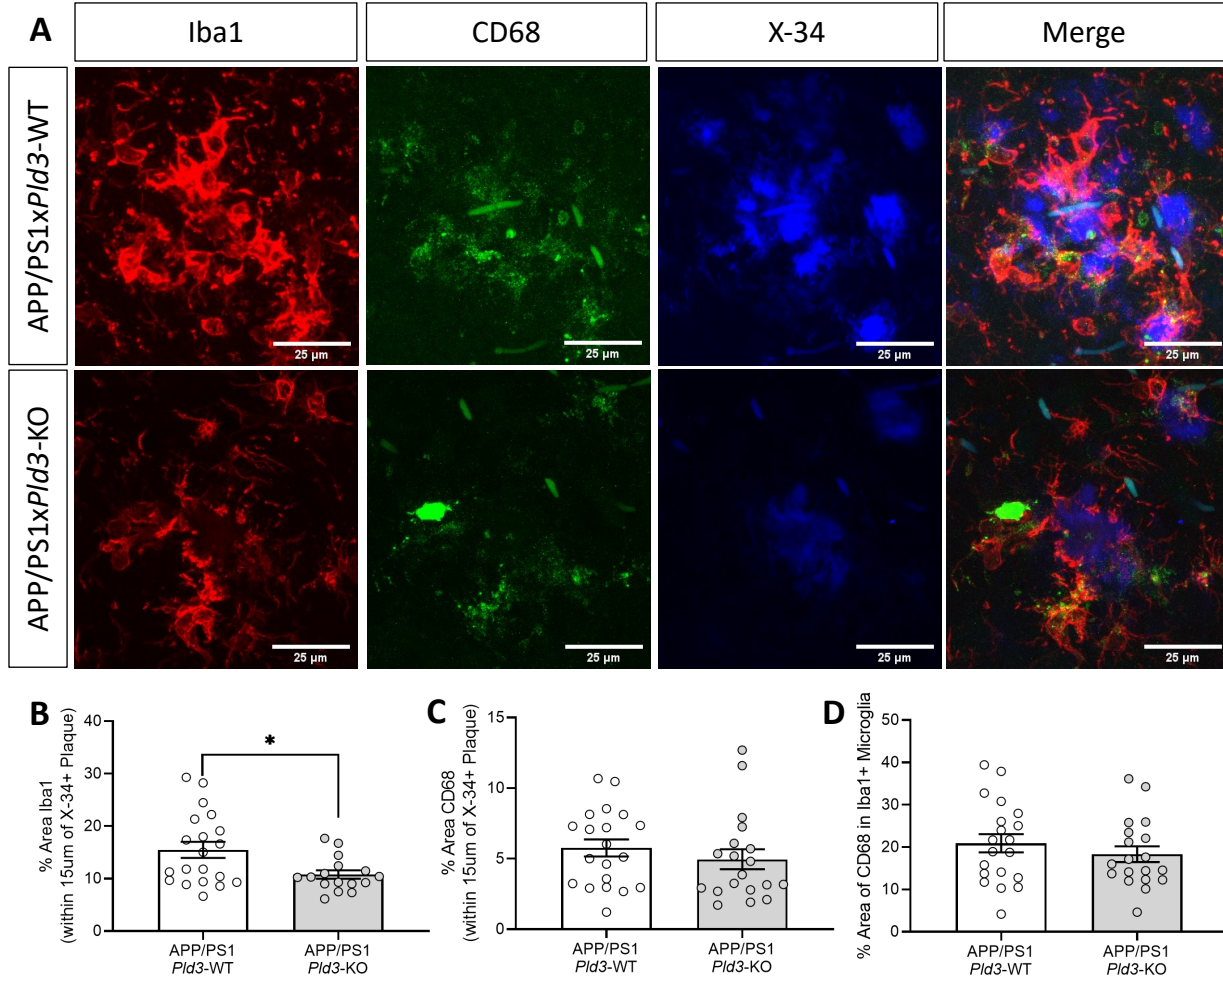 A
Iba1
CD68
X-34
Merge
APP/PS1xPld3-WT
25 µm
25 µm
25 µm
25 µm
APP/PS1xPld3-KO
25 µm
25 µm
25 µm
25 µm
B
% Area Iba1
(within 15um of X-34+ Plaque)
40
30
20
10
0
*
APP/PS1
Pld3-WT
APP/PS1
Pld3-KO
C
% Area CD68
(within 15um of X-34+ Plaque)
15
10
5
0
APP/PS1
Pld3-WT
APP/PS1
Pld3-KO
D
% Area of CD68 in Iba1+ Microglia
50
40
30
20
10
0
APP/PS1
Pld3-WT
APP/PS1
Pld3-KO